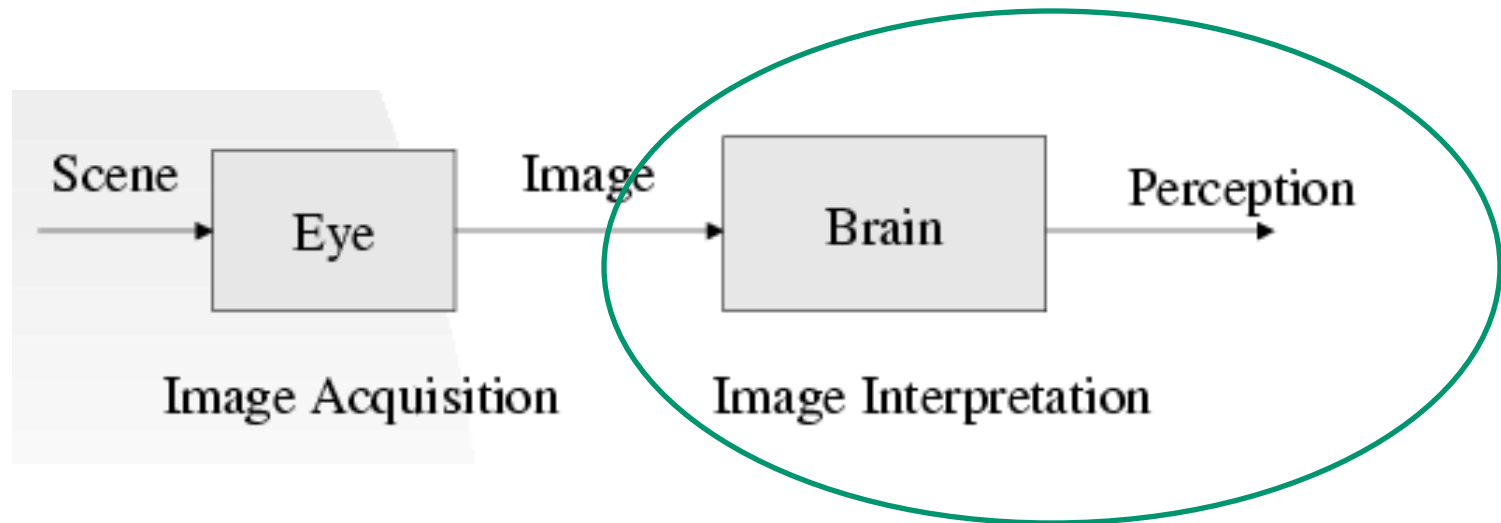 Scene
Eye
Image
Brain
Perception
Image Acquisition
Image Interpretation